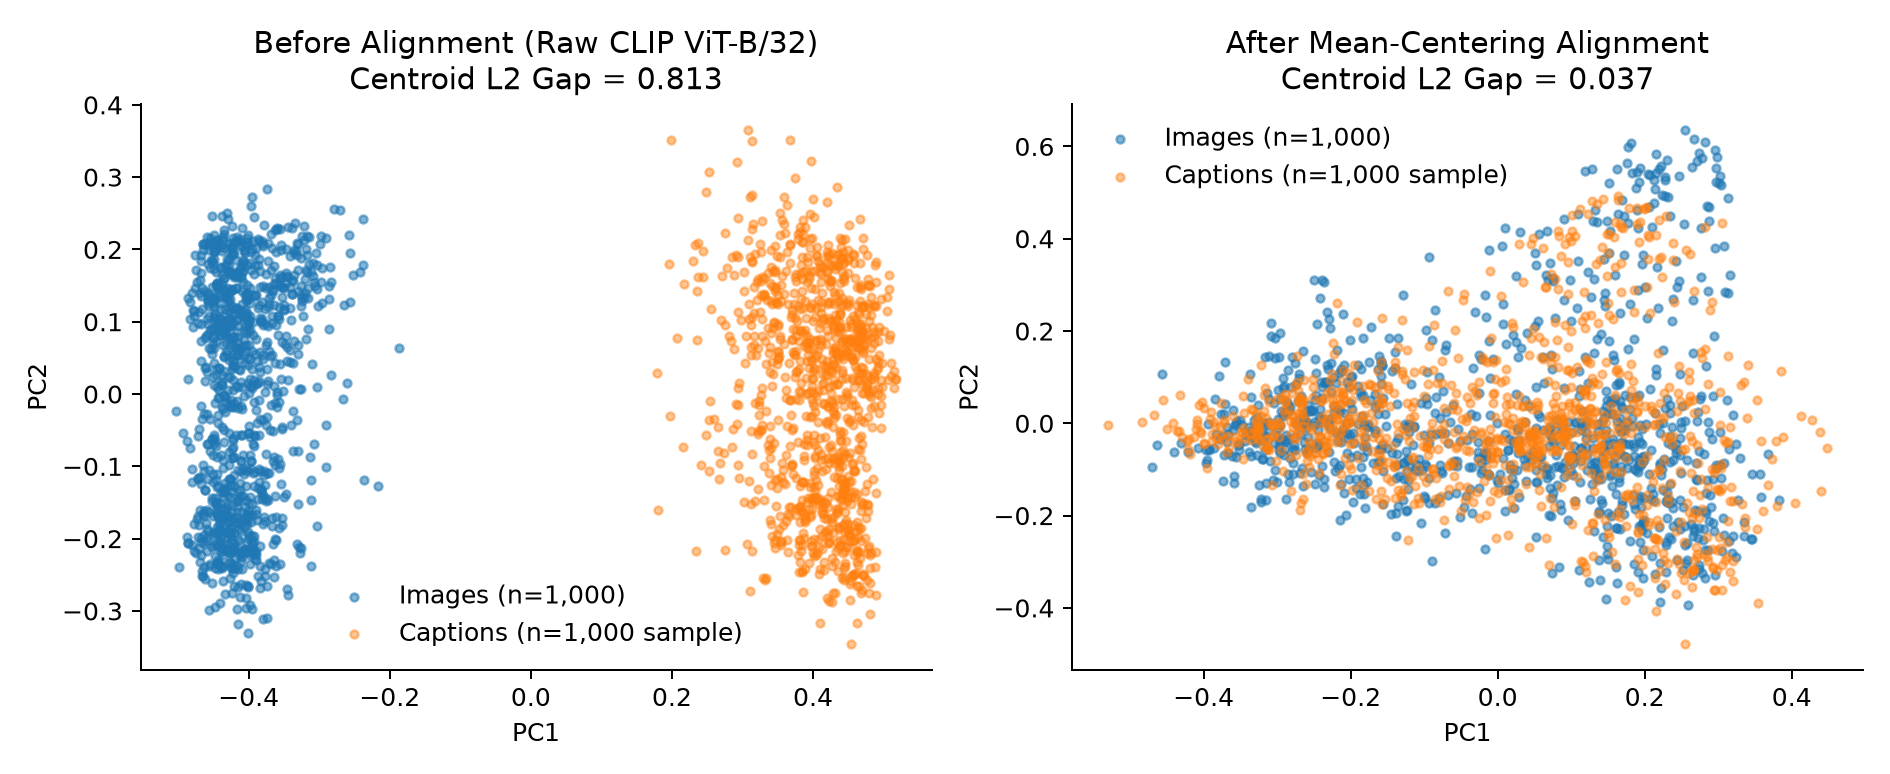 Before Alignment (Raw CLIP ViT-B/32)
Centroid L2 Gap = 0.813
0.4
0.3
0.2
0.1
0.0
−0.1
−0.2
−0.3
PC2
Images (n=1,000)
Captions (n=1,000 sample)
−0.4
−0.2
0.0
0.2
0.4
PC1
After Mean-Centering Alignment
Centroid L2 Gap = 0.037
Images (n=1,000)
Captions (n=1,000 sample)
0.6
0.4
0.2
0.0
−0.2
−0.4
PC2
−0.4
−0.2
0.0
0.2
0.4
PC1